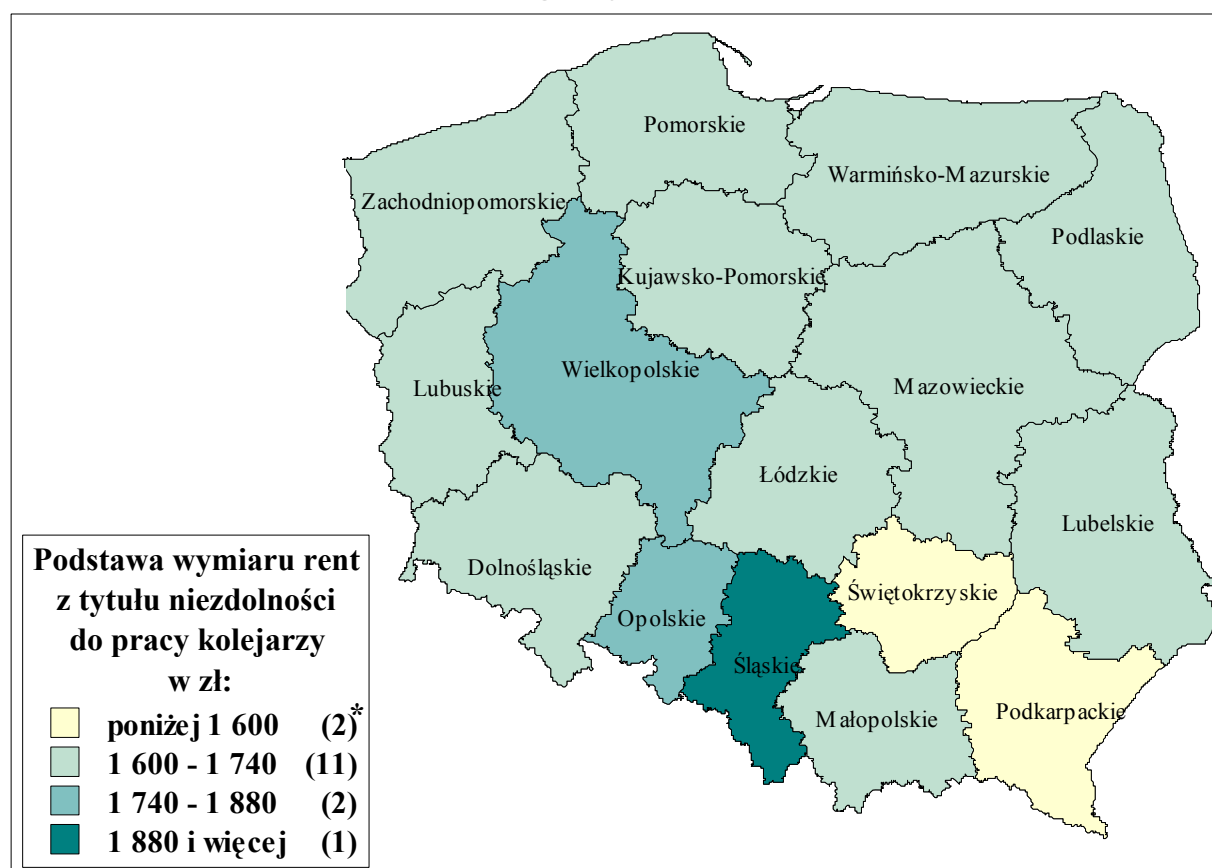 Pomorskie
Warmińsko-Mazurskie
Zachodniopomorskie
Podlaskie
Kujawsko-Pomorskie
Wielkopolskie
Lubuskie
Mazowieckie
Łódzkie
Lubelskie
Dolnośląskie
Świętokrzyskie
Opolskie
Śląskie
Podkarpackie
Małopolskie
Podstawa wymiaru rent
z tytułu niezdolności
do pracy kolejarzy
w zł:
poniżej 1 600 (2)*
1 600 - 1 740 (11)
1 740 - 1 880 (2)
1 880 i więcej (1)